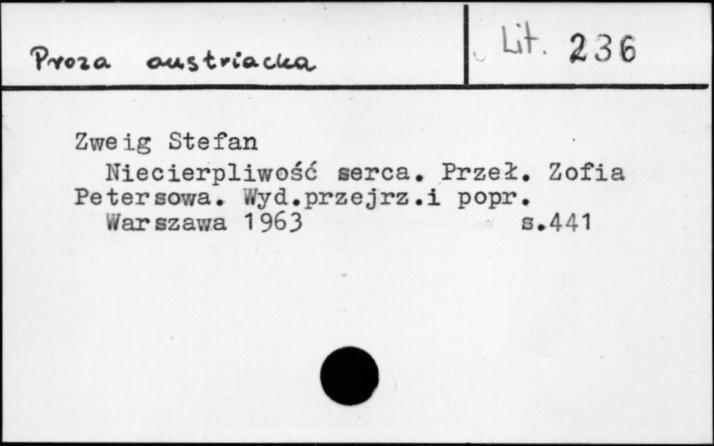 Proza austriacka
Lit. 236
Zweig Stefan
Niecierpliwość serca. Przeł. Zofia
Petersowa. Wyd.przejrz.i popr.
Warszawa 1963 s.441